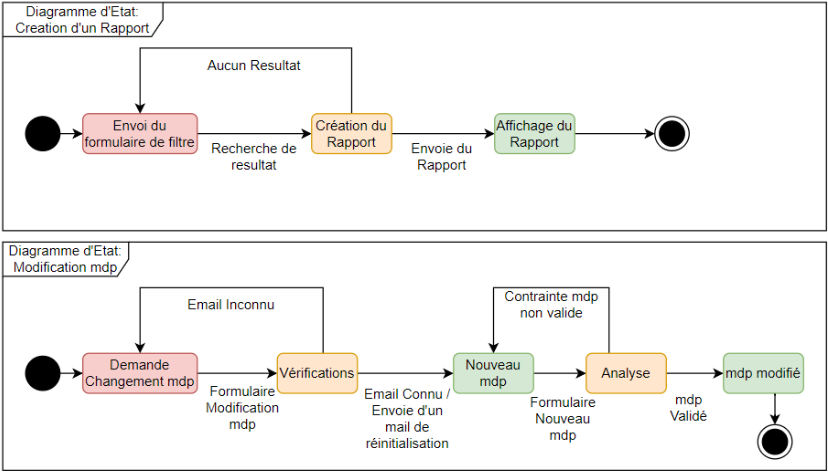 Diagramme d'Etat:
Creation d'un Rapport
Aucun Resultat
Envoi du
formulaire de filtre
Recherche de
resultat
Création du
Rapport
Envoie du
Rapport
Affichage du
Rapport
Diagramme d'Etat:
Modification mdp
Email Inconnu
Contrainte mdp
non valide
Demande
Changement mdp
Formulaire
Modification
mdp
Vérifications
Email Connu /
Envoie d'un
mail de
réinitialisation
Nouveau
mdp
Formulaire
Nouveau
mdp
Analyse
mdp
Validé
mdp modifié